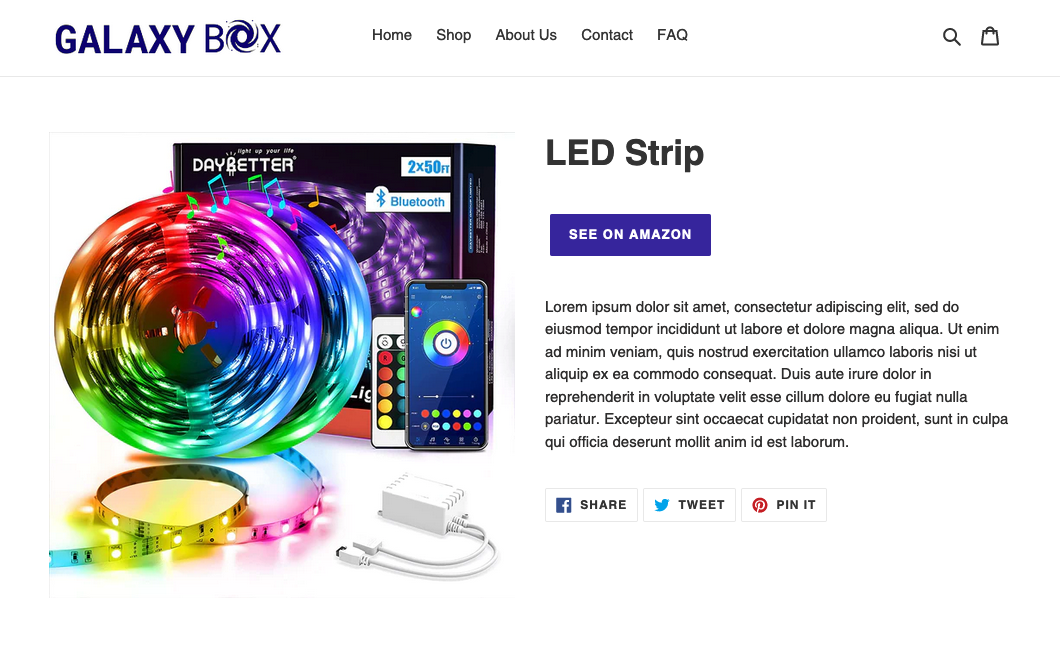 GALAXY BOX
Home
Shop
About Us
Contact
FAQ
light up your life
DAYBETTER®
2x50FT
Bluetooth
Adjust
LED Strip
SEE ON AMAZON
Lorem ipsum dolor sit amet, consectetur adipiscing elit, sed do
eiusmod tempor incididunt ut labore et dolore magna aliqua. Ut enim
ad minim veniam, quis nostrud exercitation ullamco laboris nisi ut
aliquip ex ea commodo consequat. Duis aute irure dolor in
reprehenderit in voluptate velit esse cillum dolore eu fugiat nulla
pariatur. Excepteur sint occaecat cupidatat non proident, sunt in culpa
qui officia deserunt mollit anim id est laborum.
SHARE
TWEET
PIN IT